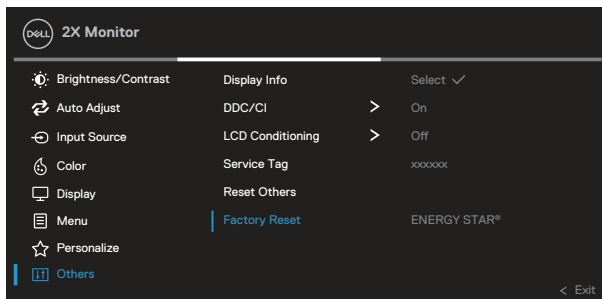 DELL 2X Monitor
Brightness/Contrast Display Info Select ✓
Auto Adjust DDC/CI > On
Input Source LCD Conditioning > Off
Color Service Tag xxxxxx
Display Reset Others
Menu Factory Reset ENERGY STAR®
Personalize
Others
< Exit